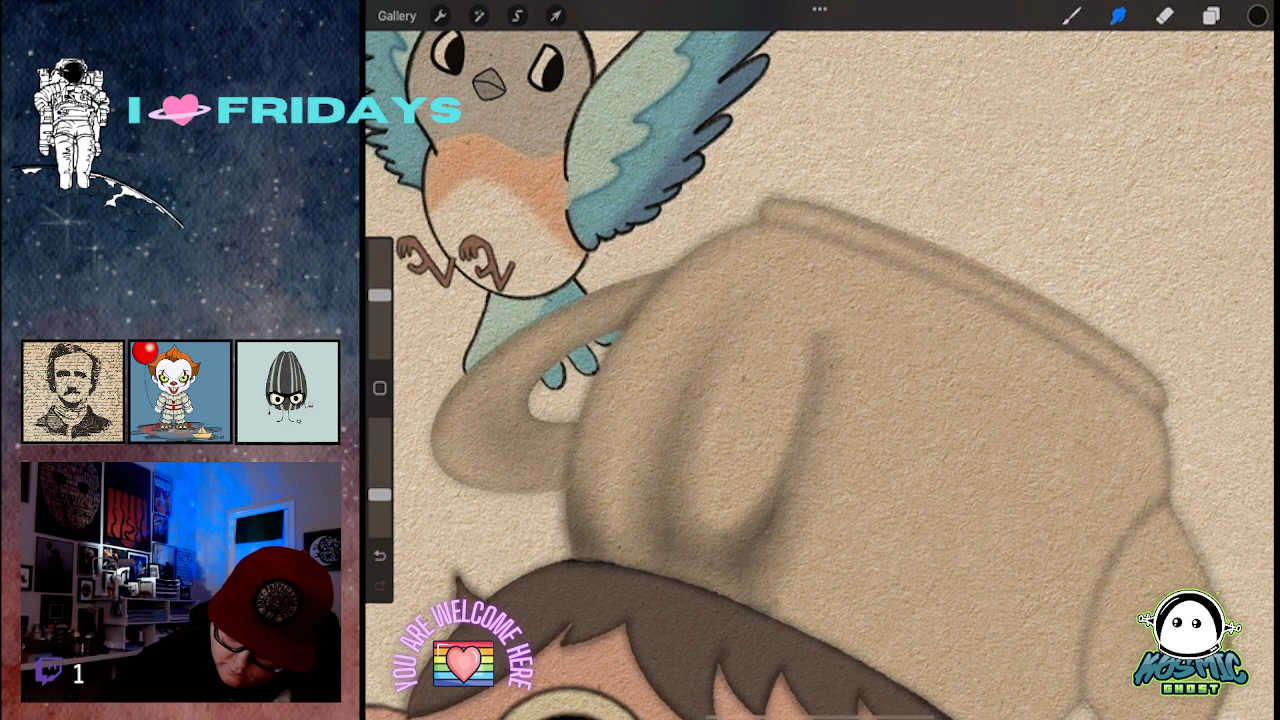 Gallery
I FRIDAYS
YOU ARE WELCOME HERE
1
KOSMIC
GHOST